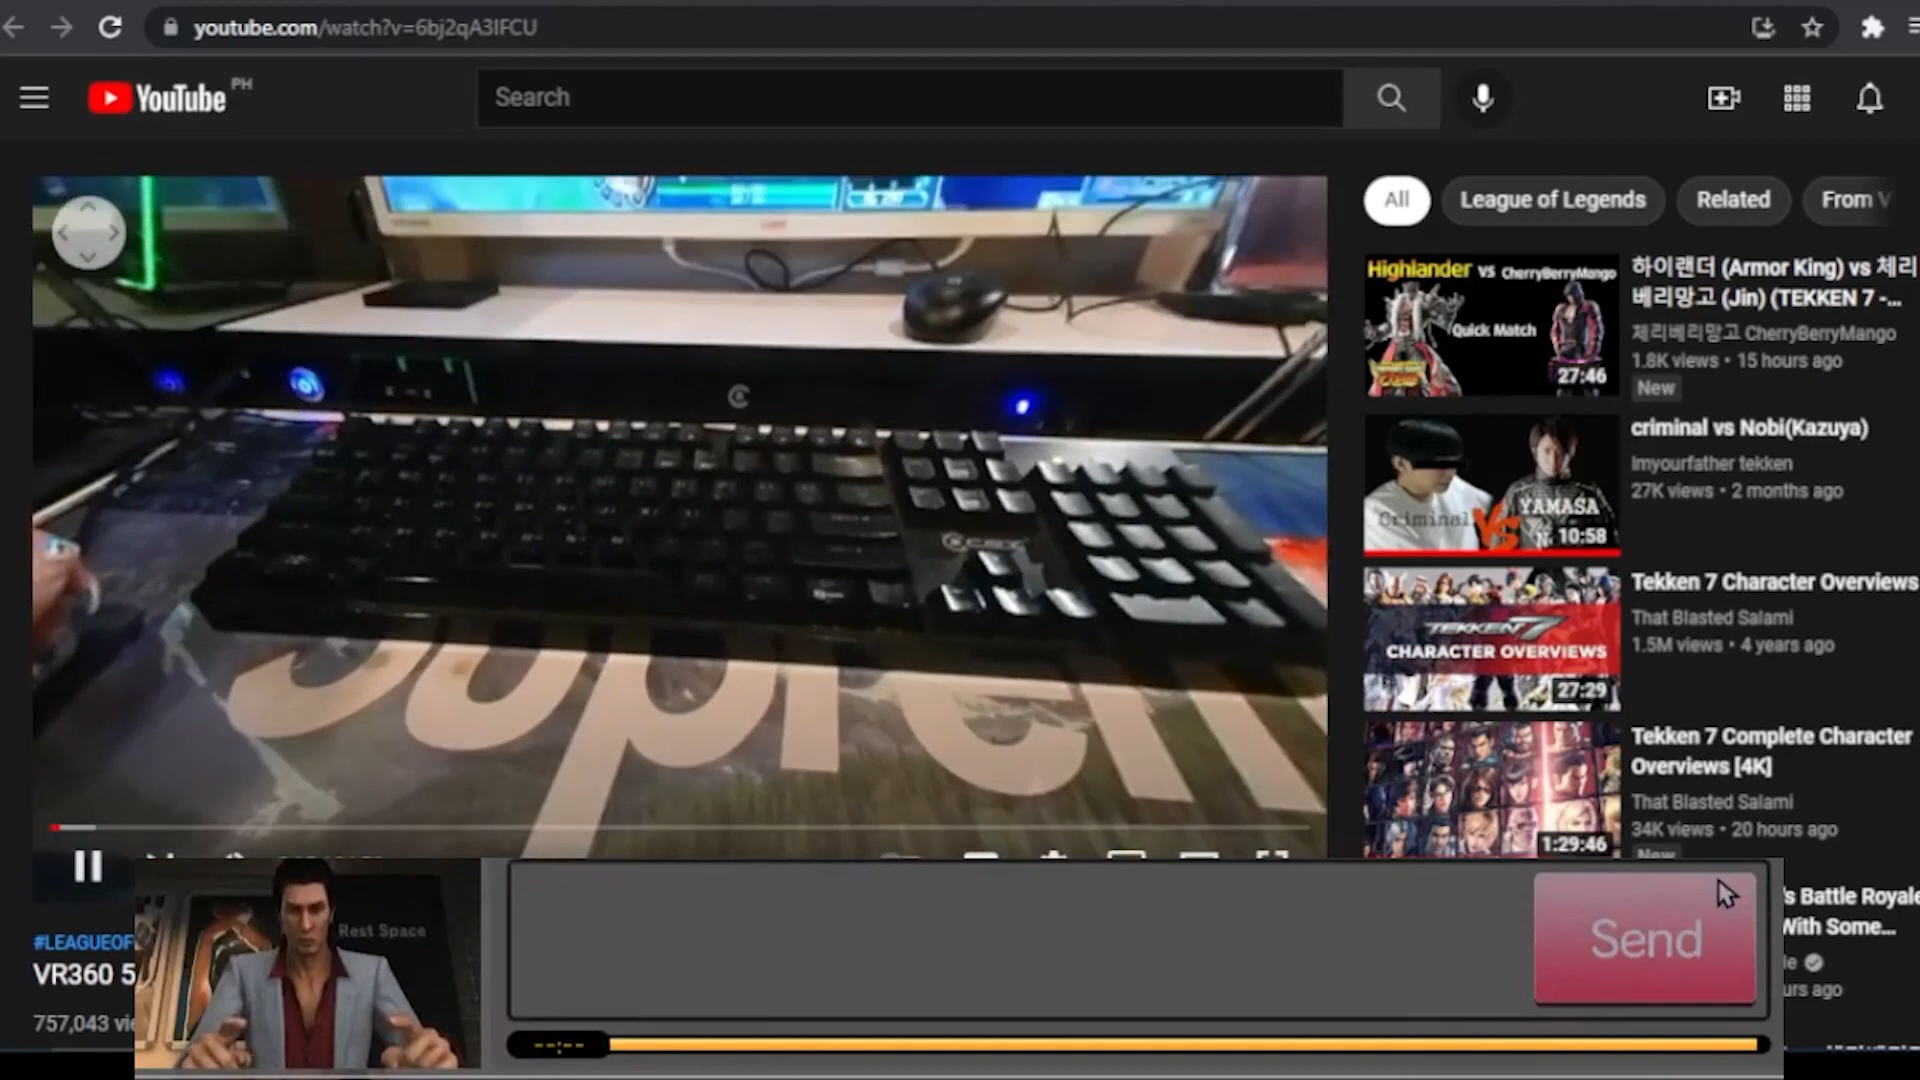 youtube.com/watch?v=6bj2qA3IFCU
YouTube PH
Search
All
League of Legends
Related
From V
Highlander VS CherryBerryMango
Quick Match
27:46
하이랜더 (Armor King) vs 체리
베리망고 (Jin) (TEKKEN 7 -...
체리베리망고 CherryBerryMango
1.8K views • 15 hours ago
New
Criminal VS YAMASA
10:58
criminal vs Nobi(Kazuya)
Imyourfather tekken
27K views • 2 months ago
TEKKEN 7
CHARACTER OVERVIEWS
27:29
Tekken 7 Character Overviews
That Blasted Salami
1.5M views • 4 years ago
1:29:46
Tekken 7 Complete Character
Overviews [4K]
That Blasted Salami
34K views • 20 hours ago
New
's Battle Royale
With Some...
le
urs ago
Suprem
#LEAGUEOF
VR360 5
757,043 vie
Rest Space
Send
--:--